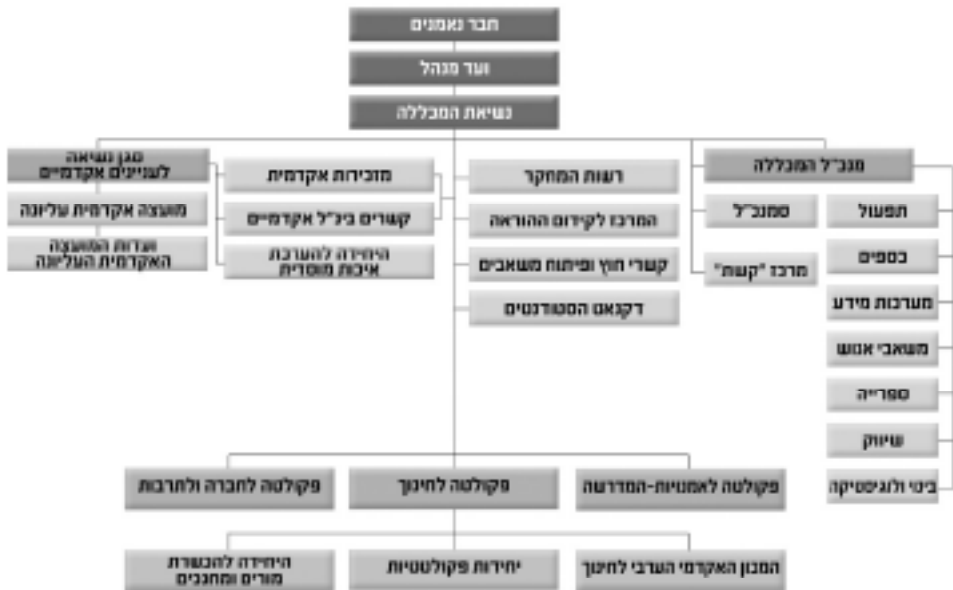 חבר נאמנים
ועד מנהל
נשיאת המכללה
מנכ"ל המכללה
תפעול
כספים
מערכות מידע
משאבי אנוש
ספרייה
שיווק
בינוי ולוגיסטיקה
סמנכ"ל
מרכז "קשת"
רשות המחקר
המרכז לקידום ההוראה
קשרי חוץ ופיתוח משאבים
דקנאט הסטודנטים
מזכירות אקדמית
קשרים בינ"ל אקדמיים
היחידה להערכת
איכות מוסדית
סגן נשיאה
לעניינים אקדמיים
מועצה אקדמית עליונה
ועדות המועצה
האקדמית העליונה
פקולטה לאמנויות-המדרשה
פקולטה לחינוך
פקולטה לחברה ולתרבות
המכון האקדמי הערבי לחינוך
יחידות פקולטטיות
היחידה להכשרת
מורים ומחנכים